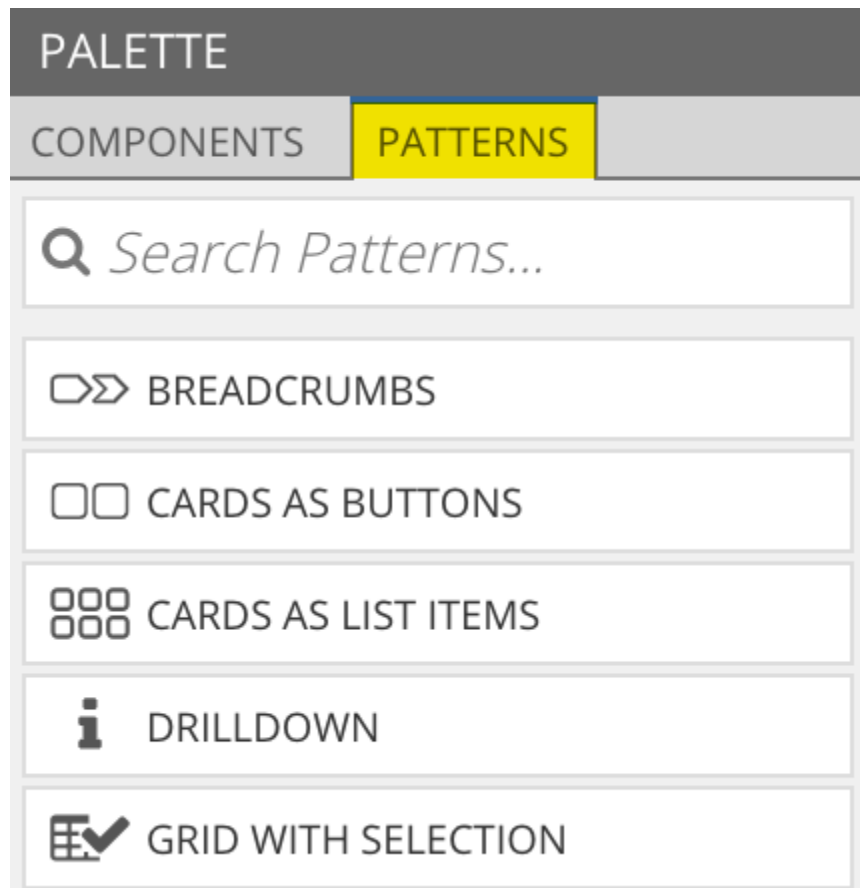 PALETTE
COMPONENTS PATTERNS
Search Patterns...
BREADCRUMBS
CARDS AS BUTTONS
CARDS AS LIST ITEMS
DRILLDOWN
GRID WITH SELECTION